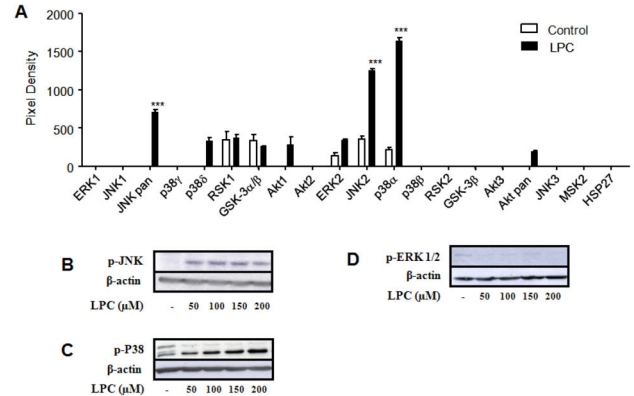 A
Control
LPC
***
***
***
Pixel Density
2000
1500
1000
500
0
ERK1
JNK1
JNK pan
p38γ
p38δ
RSK1
GSK-3α/β
Akt1
Akt2
ERK2
JNK2
p38α
p38β
RSK2
GSK-3β
Akt3
Akt pan
JNK3
MSK2
HSP27
B
p-JNK
β-actin
LPC (µM) - 50 100 150 200
D
p-ERK 1/2
β-actin
LPC (µM) - 50 100 150 200
C
p-P38
β-actin
LPC (µM) - 50 100 150 200